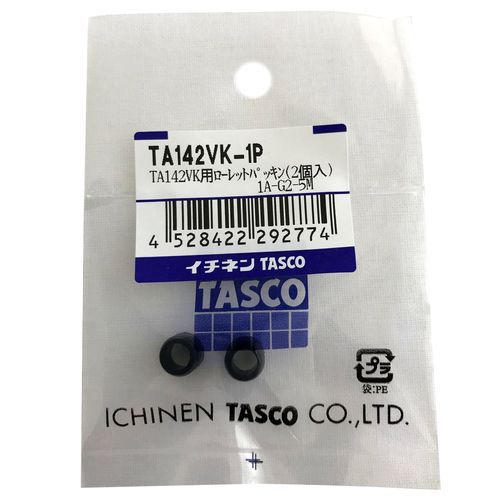 TA142VK-1P
TA142VK用ローレットパッキン(2個入)
1A-G2-5M
4 528422 292774
イチネン TASCO
TASCO
プラ
袋:PE
ICHINEN TASCO CO.,LTD.